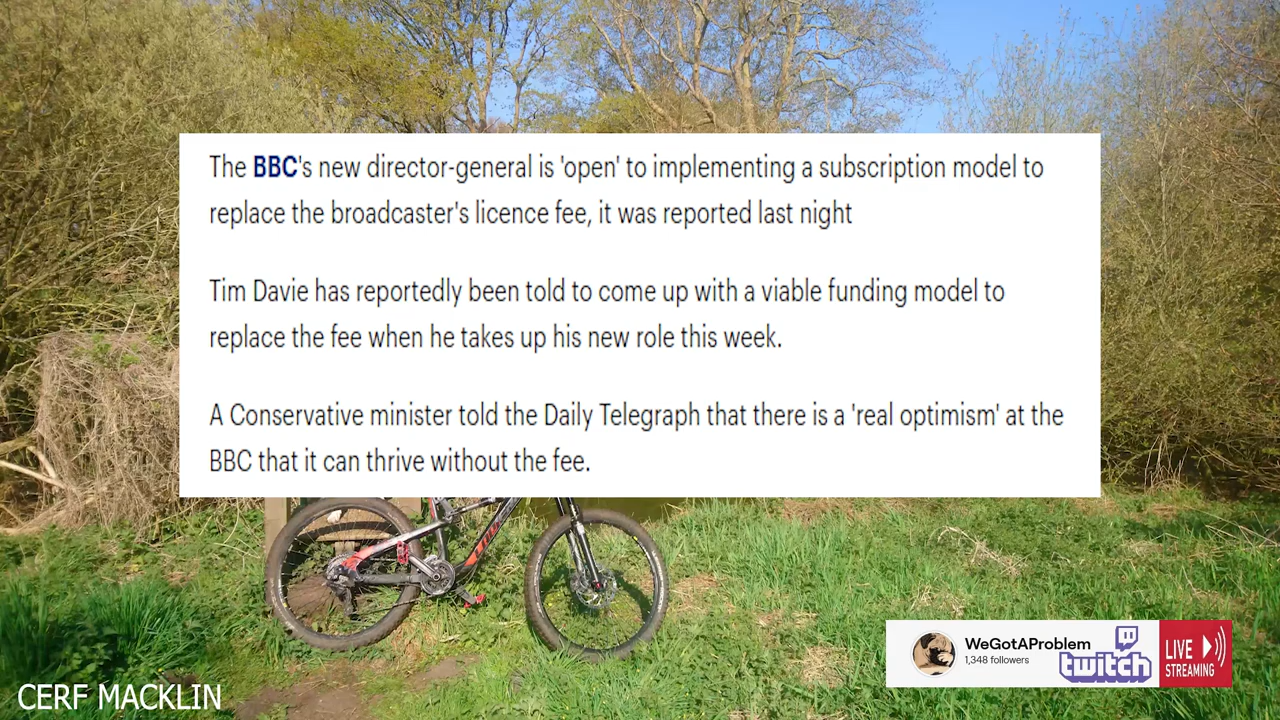 The BBC's new director-general is 'open' to implementing a subscription model to
replace the broadcaster's licence fee, it was reported last night
Tim Davie has reportedly been told to come up with a viable funding model to
replace the fee when he takes up his new role this week.
A Conservative minister told the Daily Telegraph that there is a 'real optimism' at the
BBC that it can thrive without the fee.
WeGotAProblem
1,348 followers
twitch
LIVE
STREAMING
CERF MACKLIN